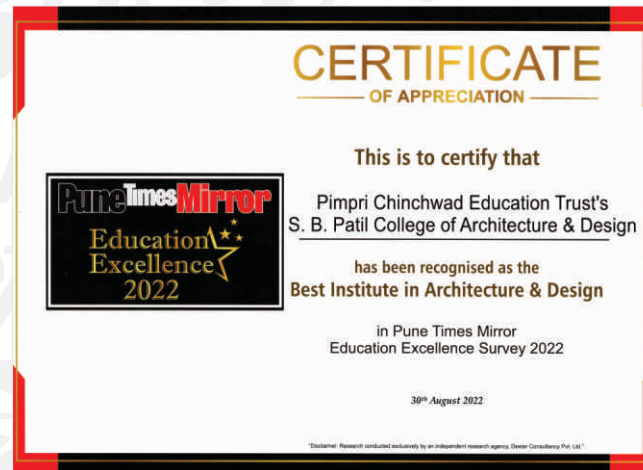 CERTIFICATE
OF APPRECIATION
This is to certify that
Pune Times Mirror
Education
Excellence
2022
Pimpri Chinchwad Education Trust's
S. B. Patil College of Architecture & Design
has been recognised as the
Best Institute in Architecture & Design
in Pune Times Mirror
Education Excellence Survey 2022
30th August 2022
"Disclaimer: Research conducted exclusively by an independent research agency, Dexter Consultancy Pvt. Ltd."